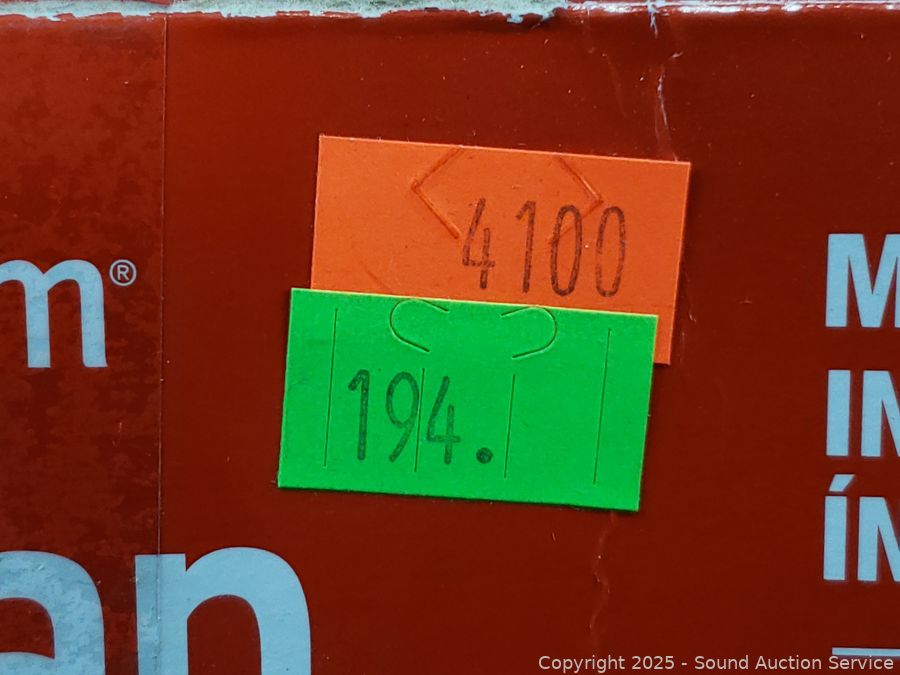 4100
m®
M
IN
194.
ÍN
an
Copyright 2025 - Sound Auction Service